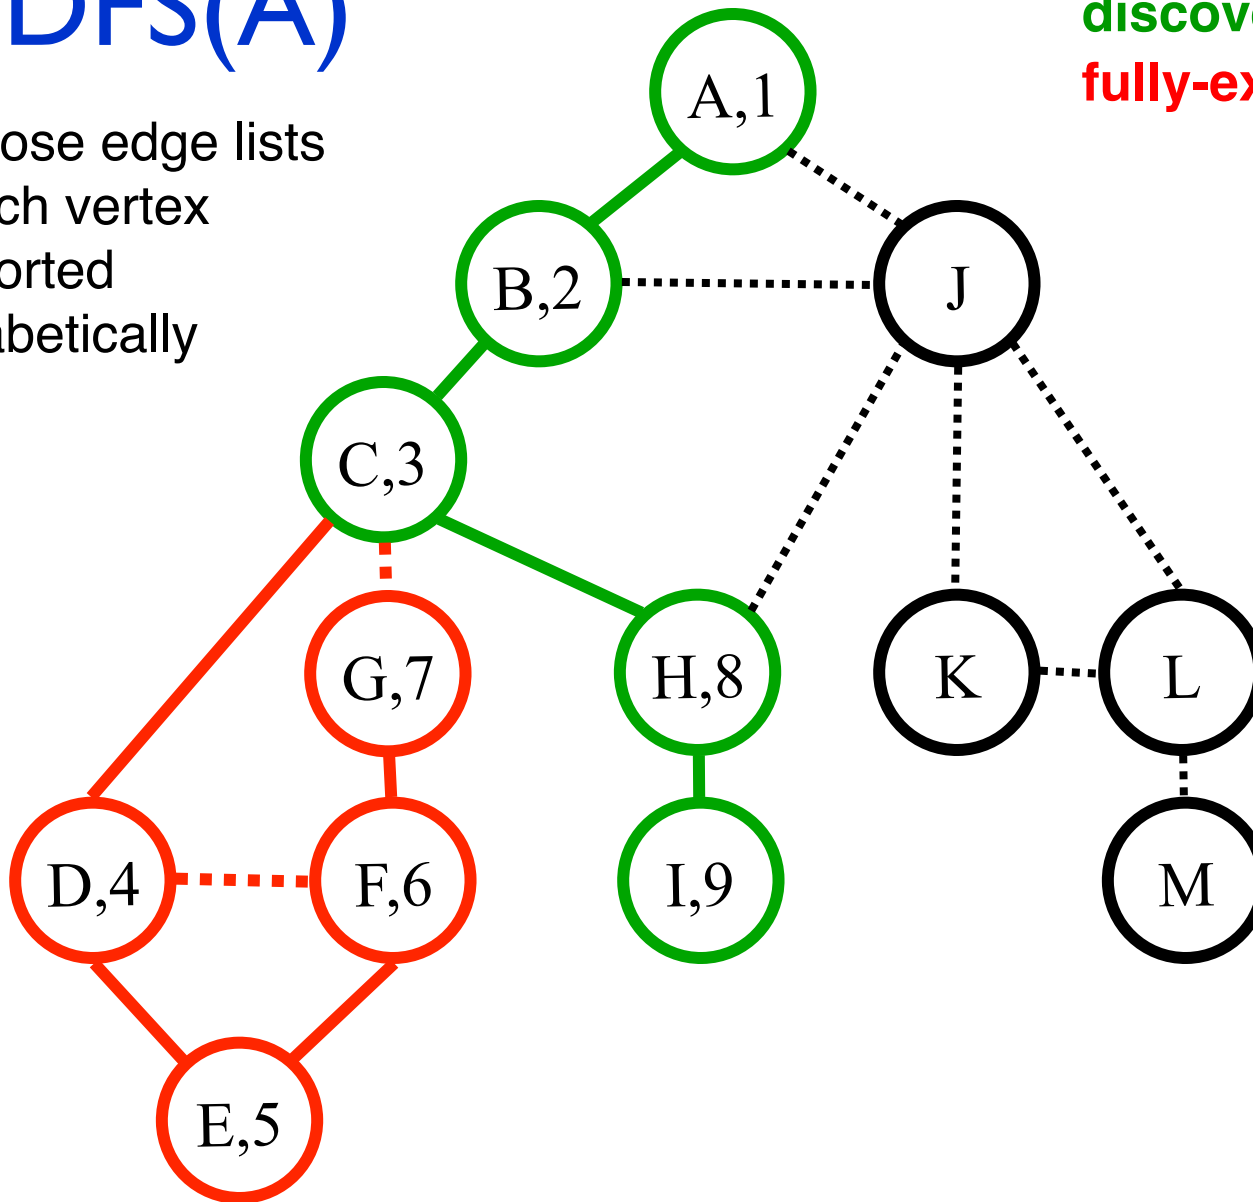 DFS(A)
discov
fully-ex
ose edge lists
ch vertex
orted
abetically
A,1
B,2
J
C,3
G,7
H,8
K
L
D,4
F,6
I,9
M
E,5